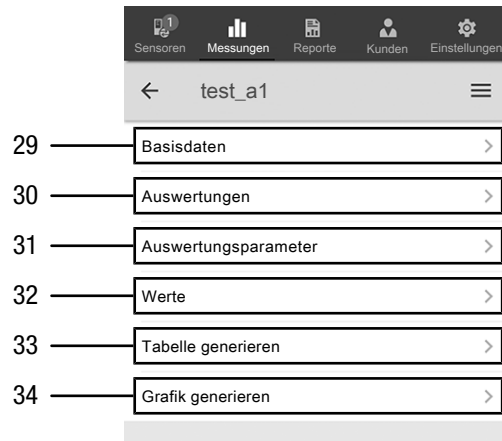 1
Sensoren Messungen Reporte Kunden Einstellungen
test_a1
29 Basisdaten
30 Auswertungen
31 Auswertungsparameter
32 Werte
33 Tabelle generieren
34 Grafik generieren